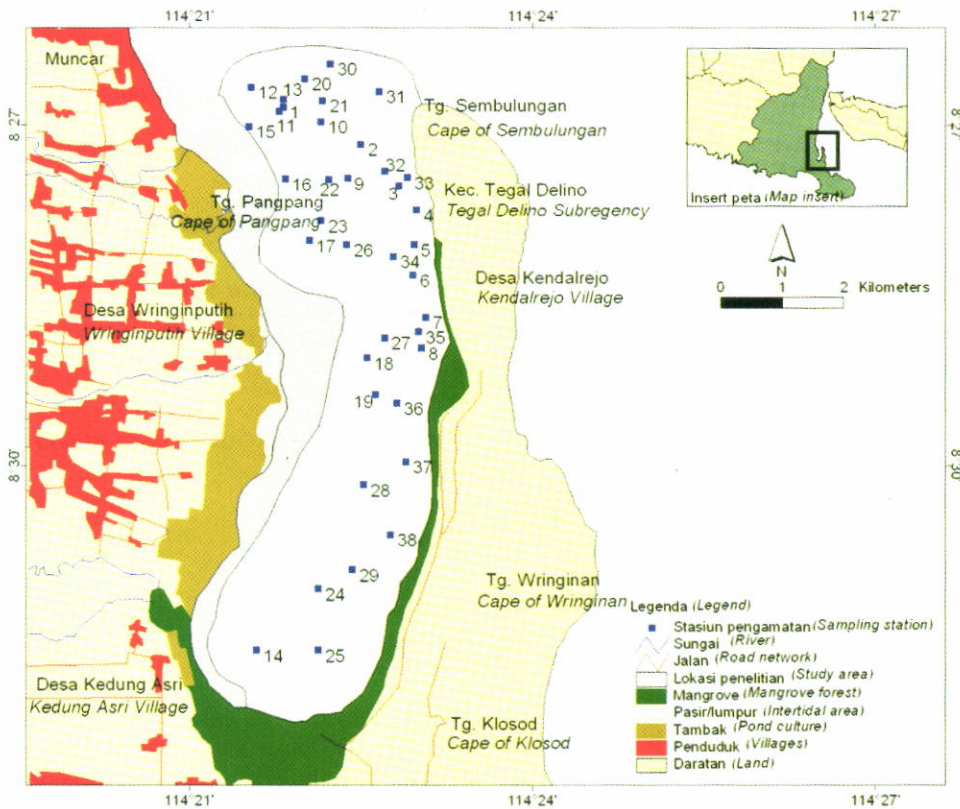 114°21'
114°24'
114°27'
Muncar
8°27'
8°27'
30
20
13
12
21
31
1
11
10
15
2
Tg. Sembulungan
Cape of Sembulungan
16
22
9
32
3
33
Tg. Pangpang
Cape of Pangpang
23
4
Kec. Tegal Delino
Tegal Delino Subregency
17
26
5
34
6
Desa Kendalrejo
Kendalrejo Village
Insert peta (Map insert)
N
0 1 2 Kilometers
Desa Wringinputih
Wringinputih Village
7
35
27
8
18
19
36
8°30'
8°30'
37
28
38
29
24
14
25
Tg. Wringinan
Cape of Wringinan
Desa Kedung Asri
Kedung Asri Village
Tg. Klosod
Cape of Klosod
Legenda (Legend)
Stasiun pengamatan (Sampling station)
Sungai (River)
Jalan (Road network)
Lokasi penelitian (Study area)
Mangrove (Mangrove forest)
Pasir/lumpur (Intertidal area)
Tambak (Pond culture)
Penduduk (Villages)
Daratan (Land)
114°21'
114°24'
114°27'